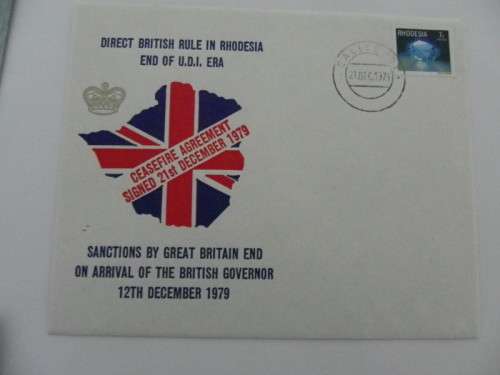 DIRECT BRITISH RULE IN RHODESIA
END OF U.D.I. ERA
RHODESIA
CEASEFIRE AGREEMENT
SIGNED 21st DECEMBER 1979
SANCTIONS BY GREAT BRITAIN END
ON ARRIVAL OF THE BRITISH GOVERNOR
12TH DECEMBER 1979